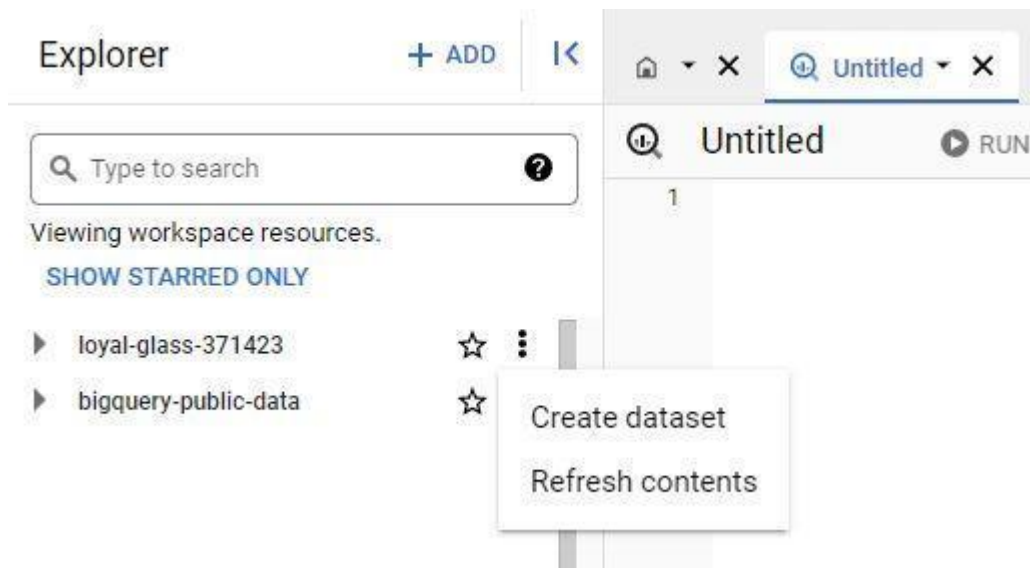 Explorer
+ ADD
Untitled
Type to search
Untitled
RUN
Viewing workspace resources.
1
SHOW STARRED ONLY
loyal-glass-371423
bigquery-public-data
Create dataset
Refresh contents